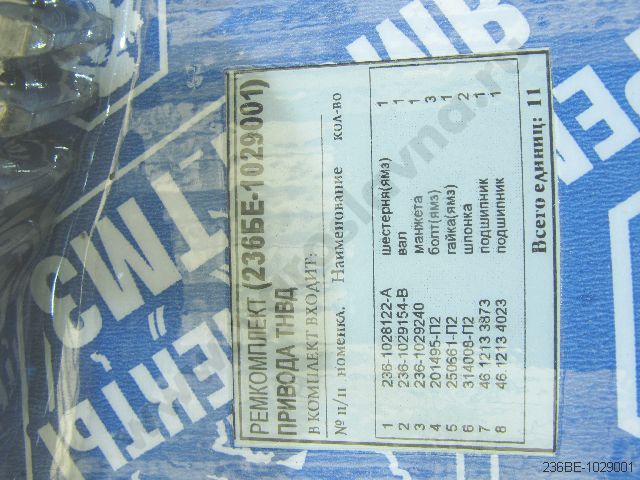 РЕМКОМПЛЕКТ (236БЕ-1029001)
ПРИВОДА ТНВД
В КОМПЛЕКТ ВХОДИТ:
№ п/п номенкл. Наименование кол-во
1 236-1028122-А шестерня(ямз) 1
2 236-1029154-В вал 1
3 236-1029240 манжета 1
4 201495-П2 болт(ямз) 3
5 250661-П2 гайка(ямз) 1
6 314008-П2 шпонка 2
7 46.1213 3873 подшипник 1
8 46.1213 4023 подшипник 1
Всего единиц: 11
236BE-1029001